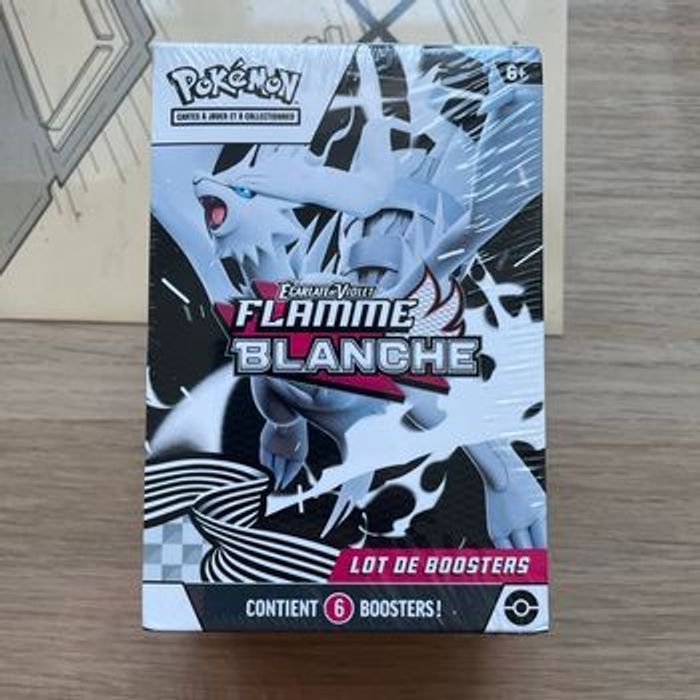 POKéMON
CARTES À JOUER ET À COLLECTIONNER
6+
ÉCARLATE ET VIOLET
FLAMME
BLANCHE
LOT DE BOOSTERS
CONTIENT 6 BOOSTERS!